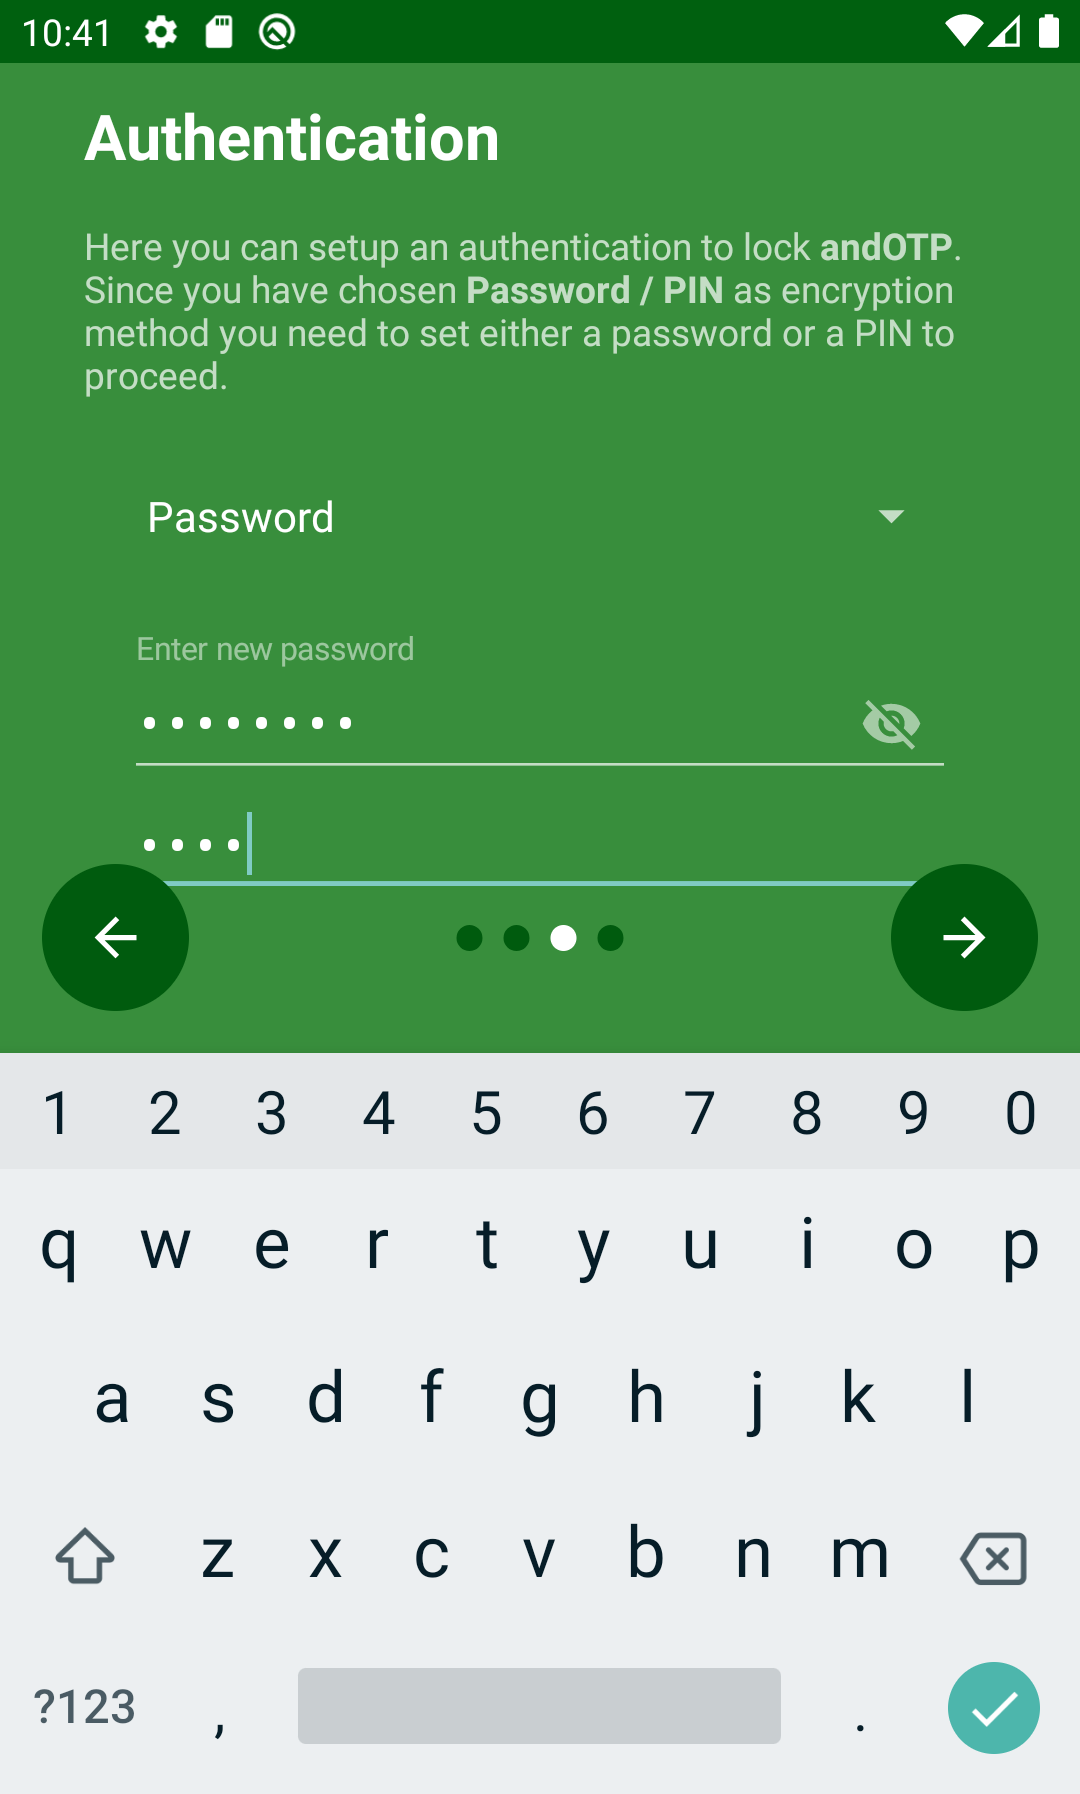 10:41
Authentication
Here you can setup an authentication to lock andOTP.
Since you have chosen Password / PIN as encryption
method you need to set either a password or a PIN to
proceed.
Password
Enter new password
••••••••
••••
1 2 3 4 5 6 7 8 9 0
q w e r t y u i o p
a s d f g h j k l
z x c v b n m
?123 , .